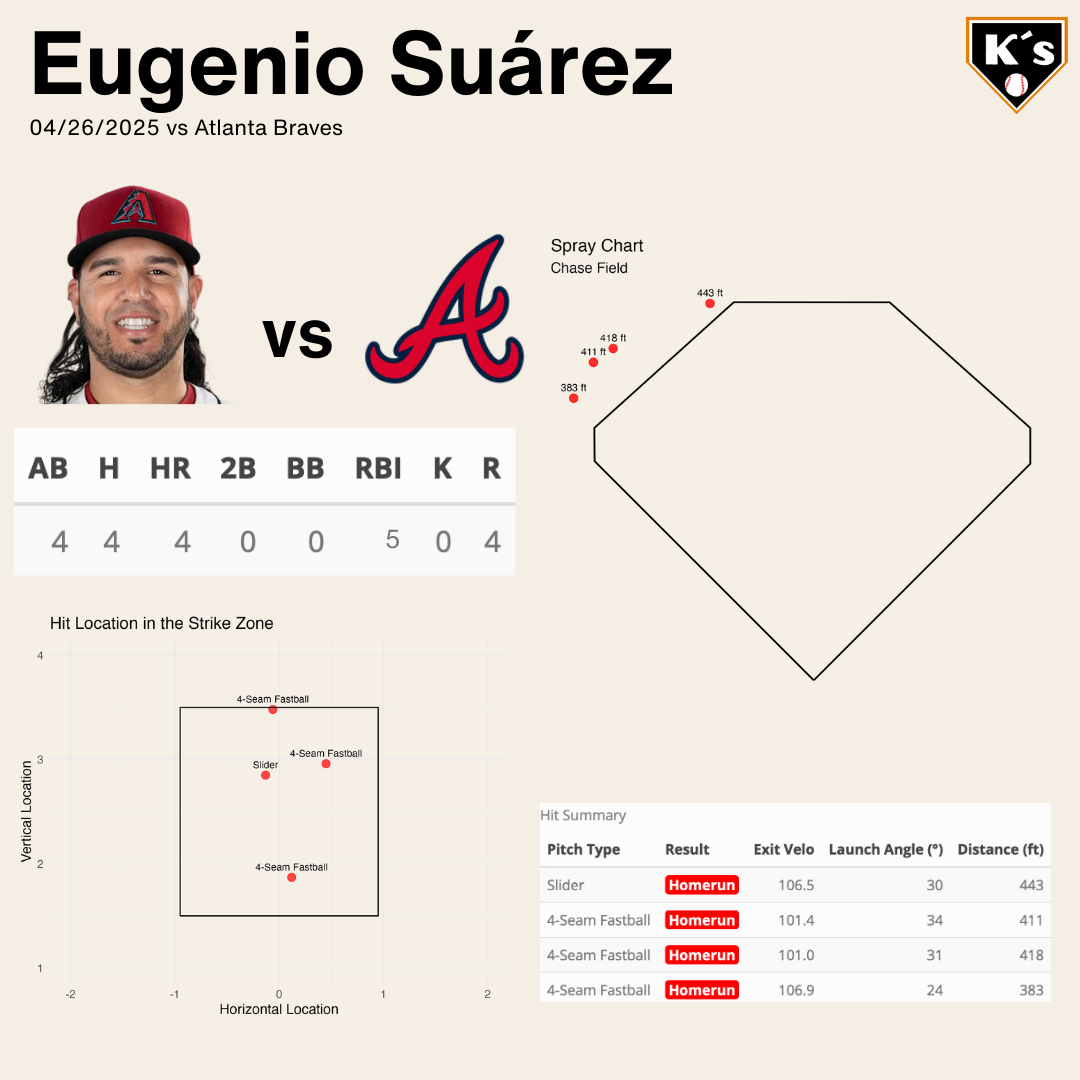 Eugenio Suárez
K´s
04/26/2025 vs Atlanta Braves
A
vs
A
AB H HR 2B BB RBI K R
4 4 4 0 0 5 0 4
Spray Chart
Chase Field
443 ft
418 ft
411 ft
383 ft
Hit Location in the Strike Zone
4
3
2
1
Vertical Location
4-Seam Fastball
4-Seam Fastball
Slider
4-Seam Fastball
-2 -1 0 1 2
Horizontal Location
Hit Summary
Pitch Type Result Exit Velo Launch Angle (°) Distance (ft)
Slider Homerun 106.5 30 443
4-Seam Fastball Homerun 101.4 34 411
4-Seam Fastball Homerun 101.0 31 418
4-Seam Fastball Homerun 106.9 24 383